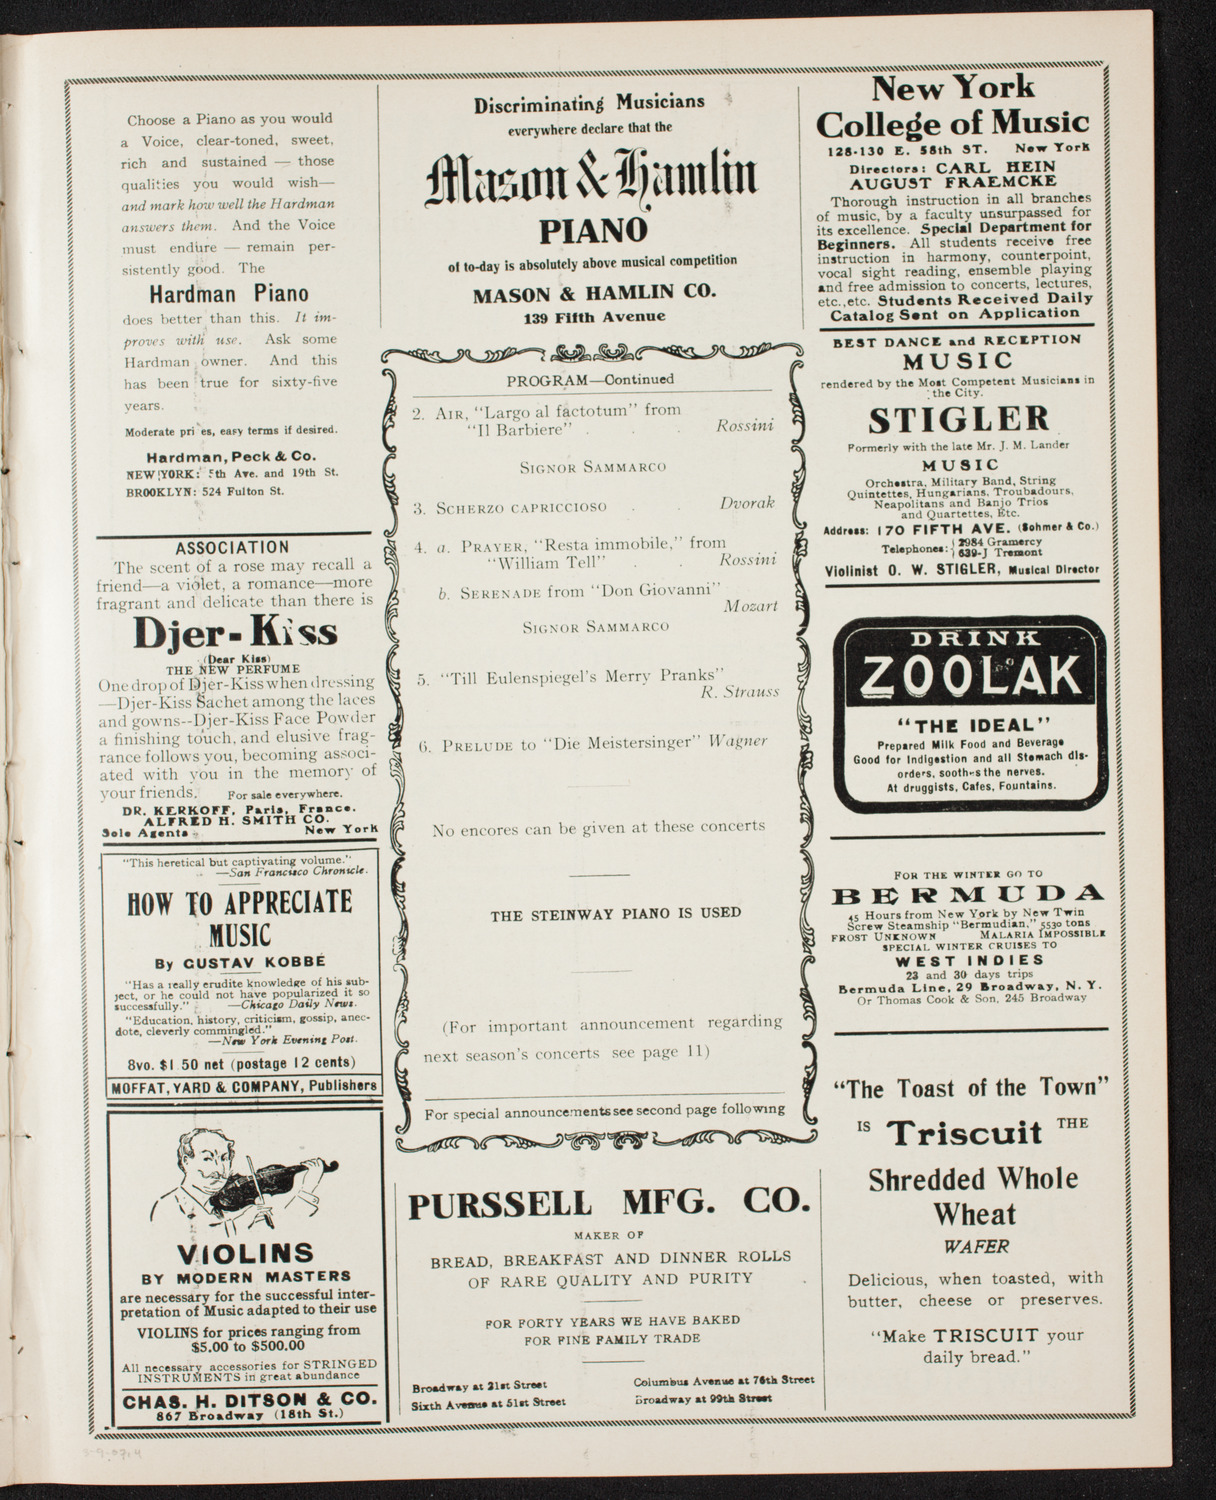 Choose a Piano as you would
a Voice, clear-toned, sweet,
rich and sustained — those
qualities you would wish—
and mark how well the Hardman
answers them. And the Voice
must endure — remain per-
sistently good. The
Hardman Piano
does better than this. It im-
proves with use. Ask some
Hardman owner. And this
has been true for sixty-five
years.
Moderate pri es, easy terms if desired.
Hardman, Peck & Co.
NEW YORK: 5th Ave. and 19th St.
BROOKLYN: 524 Fulton St.
ASSOCIATION
The scent of a rose may recall a
friend—a violet, a romance—more
fragrant and delicate than there is
Djer-Kiss
(Dear Kiss)
THE NEW PERFUME
One drop of Djer-Kiss when dressing
—Djer-Kiss Sachet among the laces
and gowns--Djer-Kiss Face Powder
a finishing touch, and elusive frag-
rance follows you, becoming associ-
ated with you in the memory of
your friends. For sale everywhere.
DR. KERKOFF, Paris, France.
ALFRED H. SMITH CO.
Sole Agents New York
"This heretical but captivating volume."
—San Francisco Chronicle.
HOW TO APPRECIATE
MUSIC
By GUSTAV KOBBÉ
"Has a really erudite knowledge of his sub-
ject, or he could not have popularized it so
successfully." —Chicago Daily News.
"Education, history, criticism, gossip, anec-
dote, cleverly commingled."
—New York Evening Post.
8vo. $1.50 net (postage 12 cents)
MOFFAT, YARD & COMPANY, Publishers
VIOLINS
BY MODERN MASTERS
are necessary for the successful inter-
pretation of Music adapted to their use
VIOLINS for prices ranging from
$5.00 to $500.00
All necessary accessories for STRINGED
INSTRUMENTS in great abundance
CHAS. H. DITSON & CO.
867 Broadway (18th St.)
Discriminating Musicians
everywhere declare that the
Mason & Hamlin
PIANO
of to-day is absolutely above musical competition
MASON & HAMLIN CO.
139 Fifth Avenue
PROGRAM—Continued
2. AIR, "Largo al factotum" from
"Il Barbiere" . . . Rossini
SIGNOR SAMMARCO
3. SCHERZO CAPRICCIOSO . . Dvorak
4. a. PRAYER, "Resta immobile," from
"William Tell" . . Rossini
b. SERENADE from "Don Giovanni"
Mozart
SIGNOR SAMMARCO
5. "Till Eulenspiegel's Merry Pranks"
R. Strauss
6. PRELUDE to "Die Meistersinger" Wagner
No encores can be given at these concerts
THE STEINWAY PIANO IS USED
(For important announcement regarding
next season's concerts see page 11)
For special announcements see second page following
PURSSELL MFG. CO.
MAKER OF
BREAD, BREAKFAST AND DINNER ROLLS
OF RARE QUALITY AND PURITY
FOR FORTY YEARS WE HAVE BAKED
FOR FINE FAMILY TRADE
Broadway at 21st Street Columbus Avenue at 76th Street
Sixth Avenue at 51st Street Broadway at 99th Street
New York
College of Music
128-130 E. 58th ST. New York
Directors: CARL HEIN
AUGUST FRAEMCKE
Thorough instruction in all branches
of music, by a faculty unsurpassed for
its excellence. Special Department for
Beginners. All students receive free
instruction in harmony, counterpoint,
vocal sight reading, ensemble playing
and free admission to concerts, lectures,
etc., etc. Students Received Daily
Catalog Sent on Application
BEST DANCE and RECEPTION
MUSIC
rendered by the Most Competent Musicians in
the City.
STIGLER
Formerly with the late Mr. J. M. Lander
MUSIC
Orchestra, Military Band, String
Quintettes, Hungarians, Troubadours,
Neapolitans and Banjo Trios
and Quartettes, Etc.
Address: 170 FIFTH AVE. (Sohmer & Co.)
Telephones: { 2984 Gramercy
{ 639-J Tremont
Violinist O. W. STIGLER, Musical Director
DRINK
ZOOLAK
"THE IDEAL"
Prepared Milk Food and Beverage
Good for Indigestion and all Stomach dis-
orders, soothes the nerves.
At druggists, Cafes, Fountains.
FOR THE WINTER GO TO
BERMUDA
45 Hours from New York by New Twin
Screw Steamship "Bermudian," 5530 tons
FROST UNKNOWN MALARIA IMPOSSIBLE
SPECIAL WINTER CRUISES TO
WEST INDIES
23 and 30 days trips
Bermuda Line, 29 Broadway, N. Y.
Or Thomas Cook & Son, 245 Broadway
"The Toast of the Town"
IS Triscuit THE
Shredded Whole
Wheat
WAFER
Delicious, when toasted, with
butter, cheese or preserves.
"Make TRISCUIT your
daily bread."
3-9-07.4